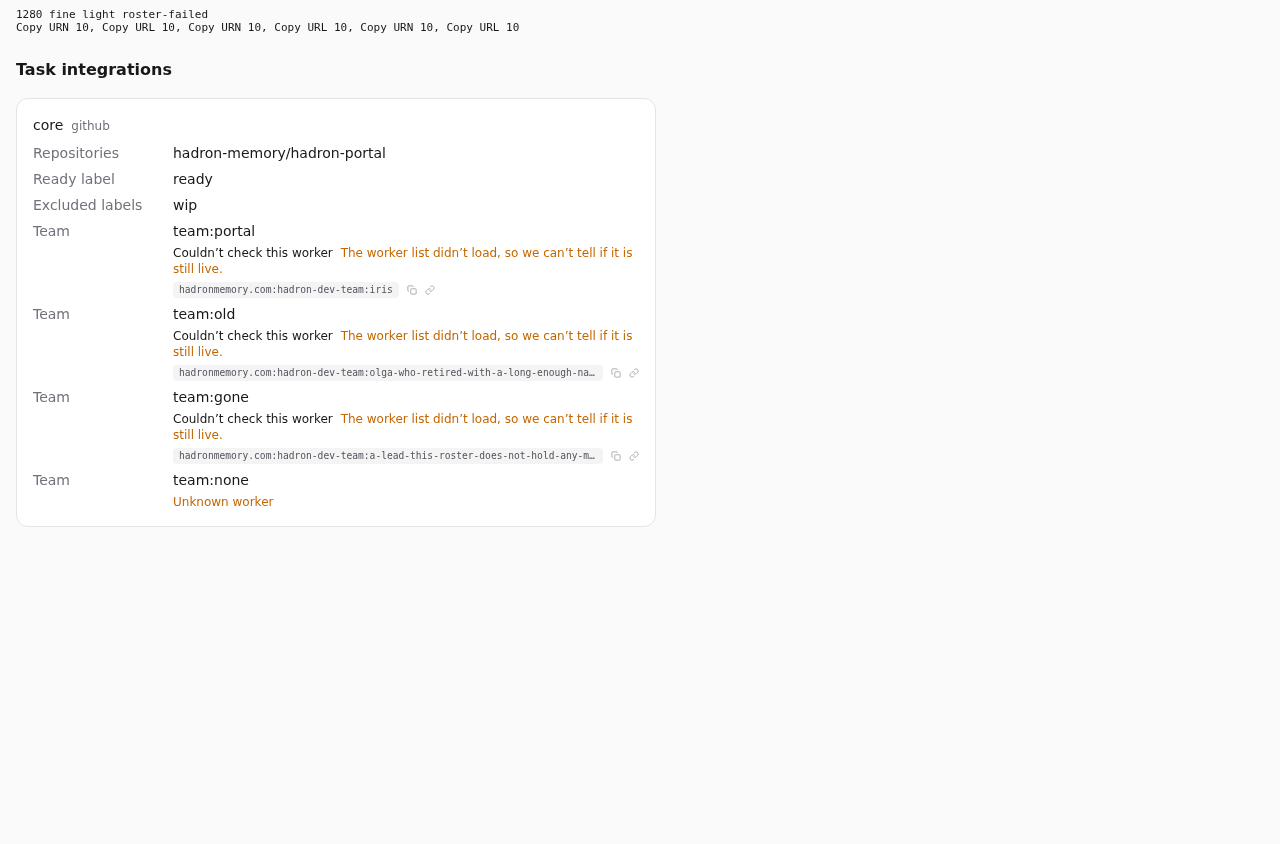 1280 fine light roster-failed
Copy URN 10, Copy URL 10, Copy URN 10, Copy URL 10, Copy URN 10, Copy URL 10
Task integrations
core github
Repositories hadron-memory/hadron-portal
Ready label ready
Excluded labels wip
Team team:portal
Couldn’t check this worker The worker list didn’t load, so we can’t tell if it is
still live.
hadronmemory.com:hadron-dev-team:iris
Team team:old
Couldn’t check this worker The worker list didn’t load, so we can’t tell if it is
still live.
hadronmemory.com:hadron-dev-team:olga-who-retired-with-a-long-enough-na…
Team team:gone
Couldn’t check this worker The worker list didn’t load, so we can’t tell if it is
still live.
hadronmemory.com:hadron-dev-team:a-lead-this-roster-does-not-hold-any-m…
Team team:none
Unknown worker